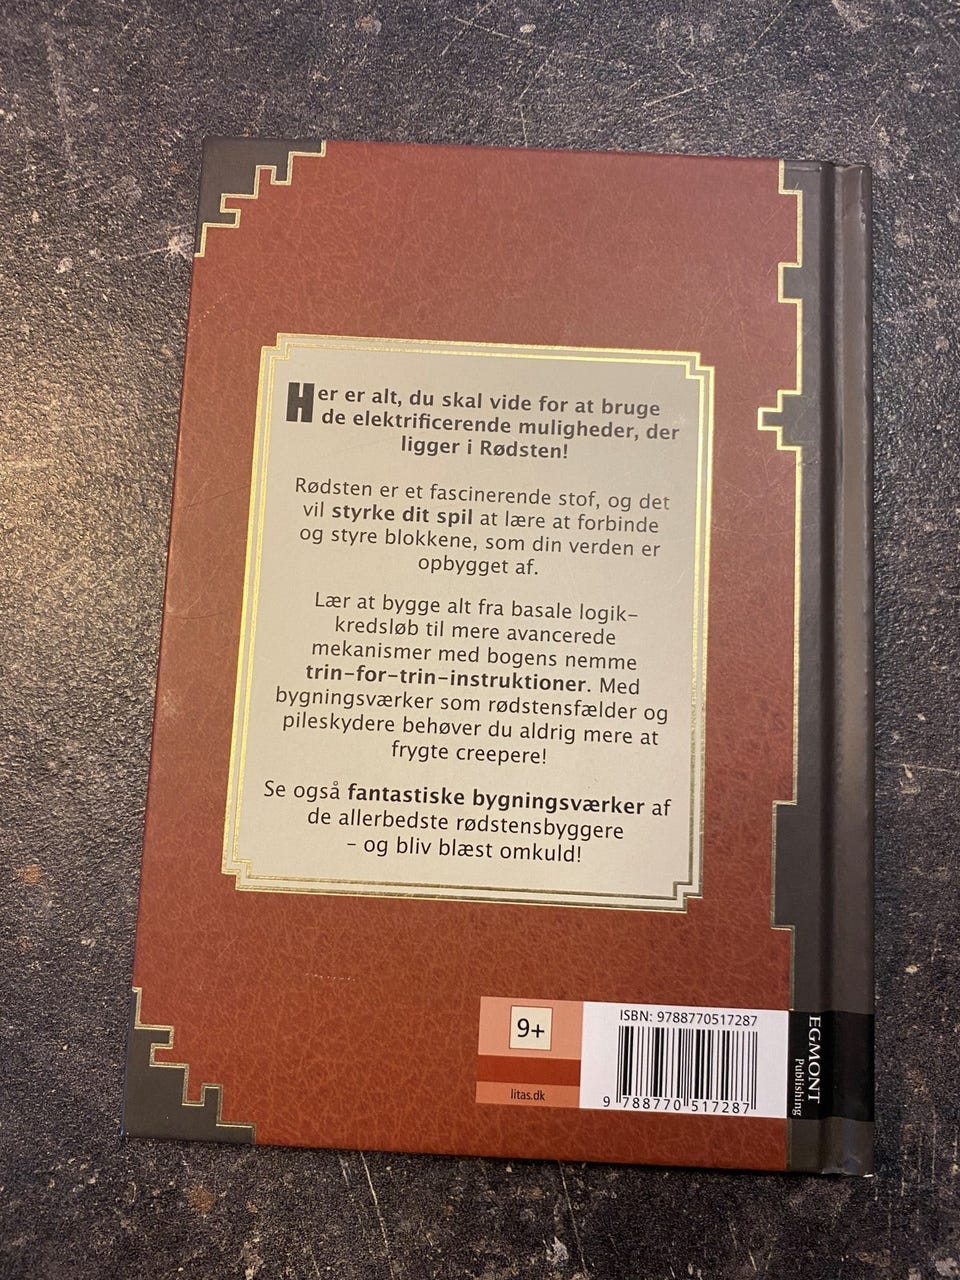 Her er alt, du skal vide for at bruge
de elektrificerende muligheder, der
ligger i Rødsten!
Rødsten er et fascinerende stof, og det
vil styrke dit spil at lære at forbinde
og styre blokkene, som din verden er
opbygget af.
Lær at bygge alt fra basale logik-
kredsløb til mere avancerede
mekanismer med bogens nemme
trin-for-trin-instruktioner. Med
bygningsværker som rødstensfælder og
pileskydere behøver du aldrig mere at
frygte creepere!
Se også fantastiske bygningsværker af
de allerbedste rødstensbyggere
- og bliv blæst omkuld!
9+
litas.dk
ISBN: 9788770517287
9 788770 517287
EGMONT
Publishing